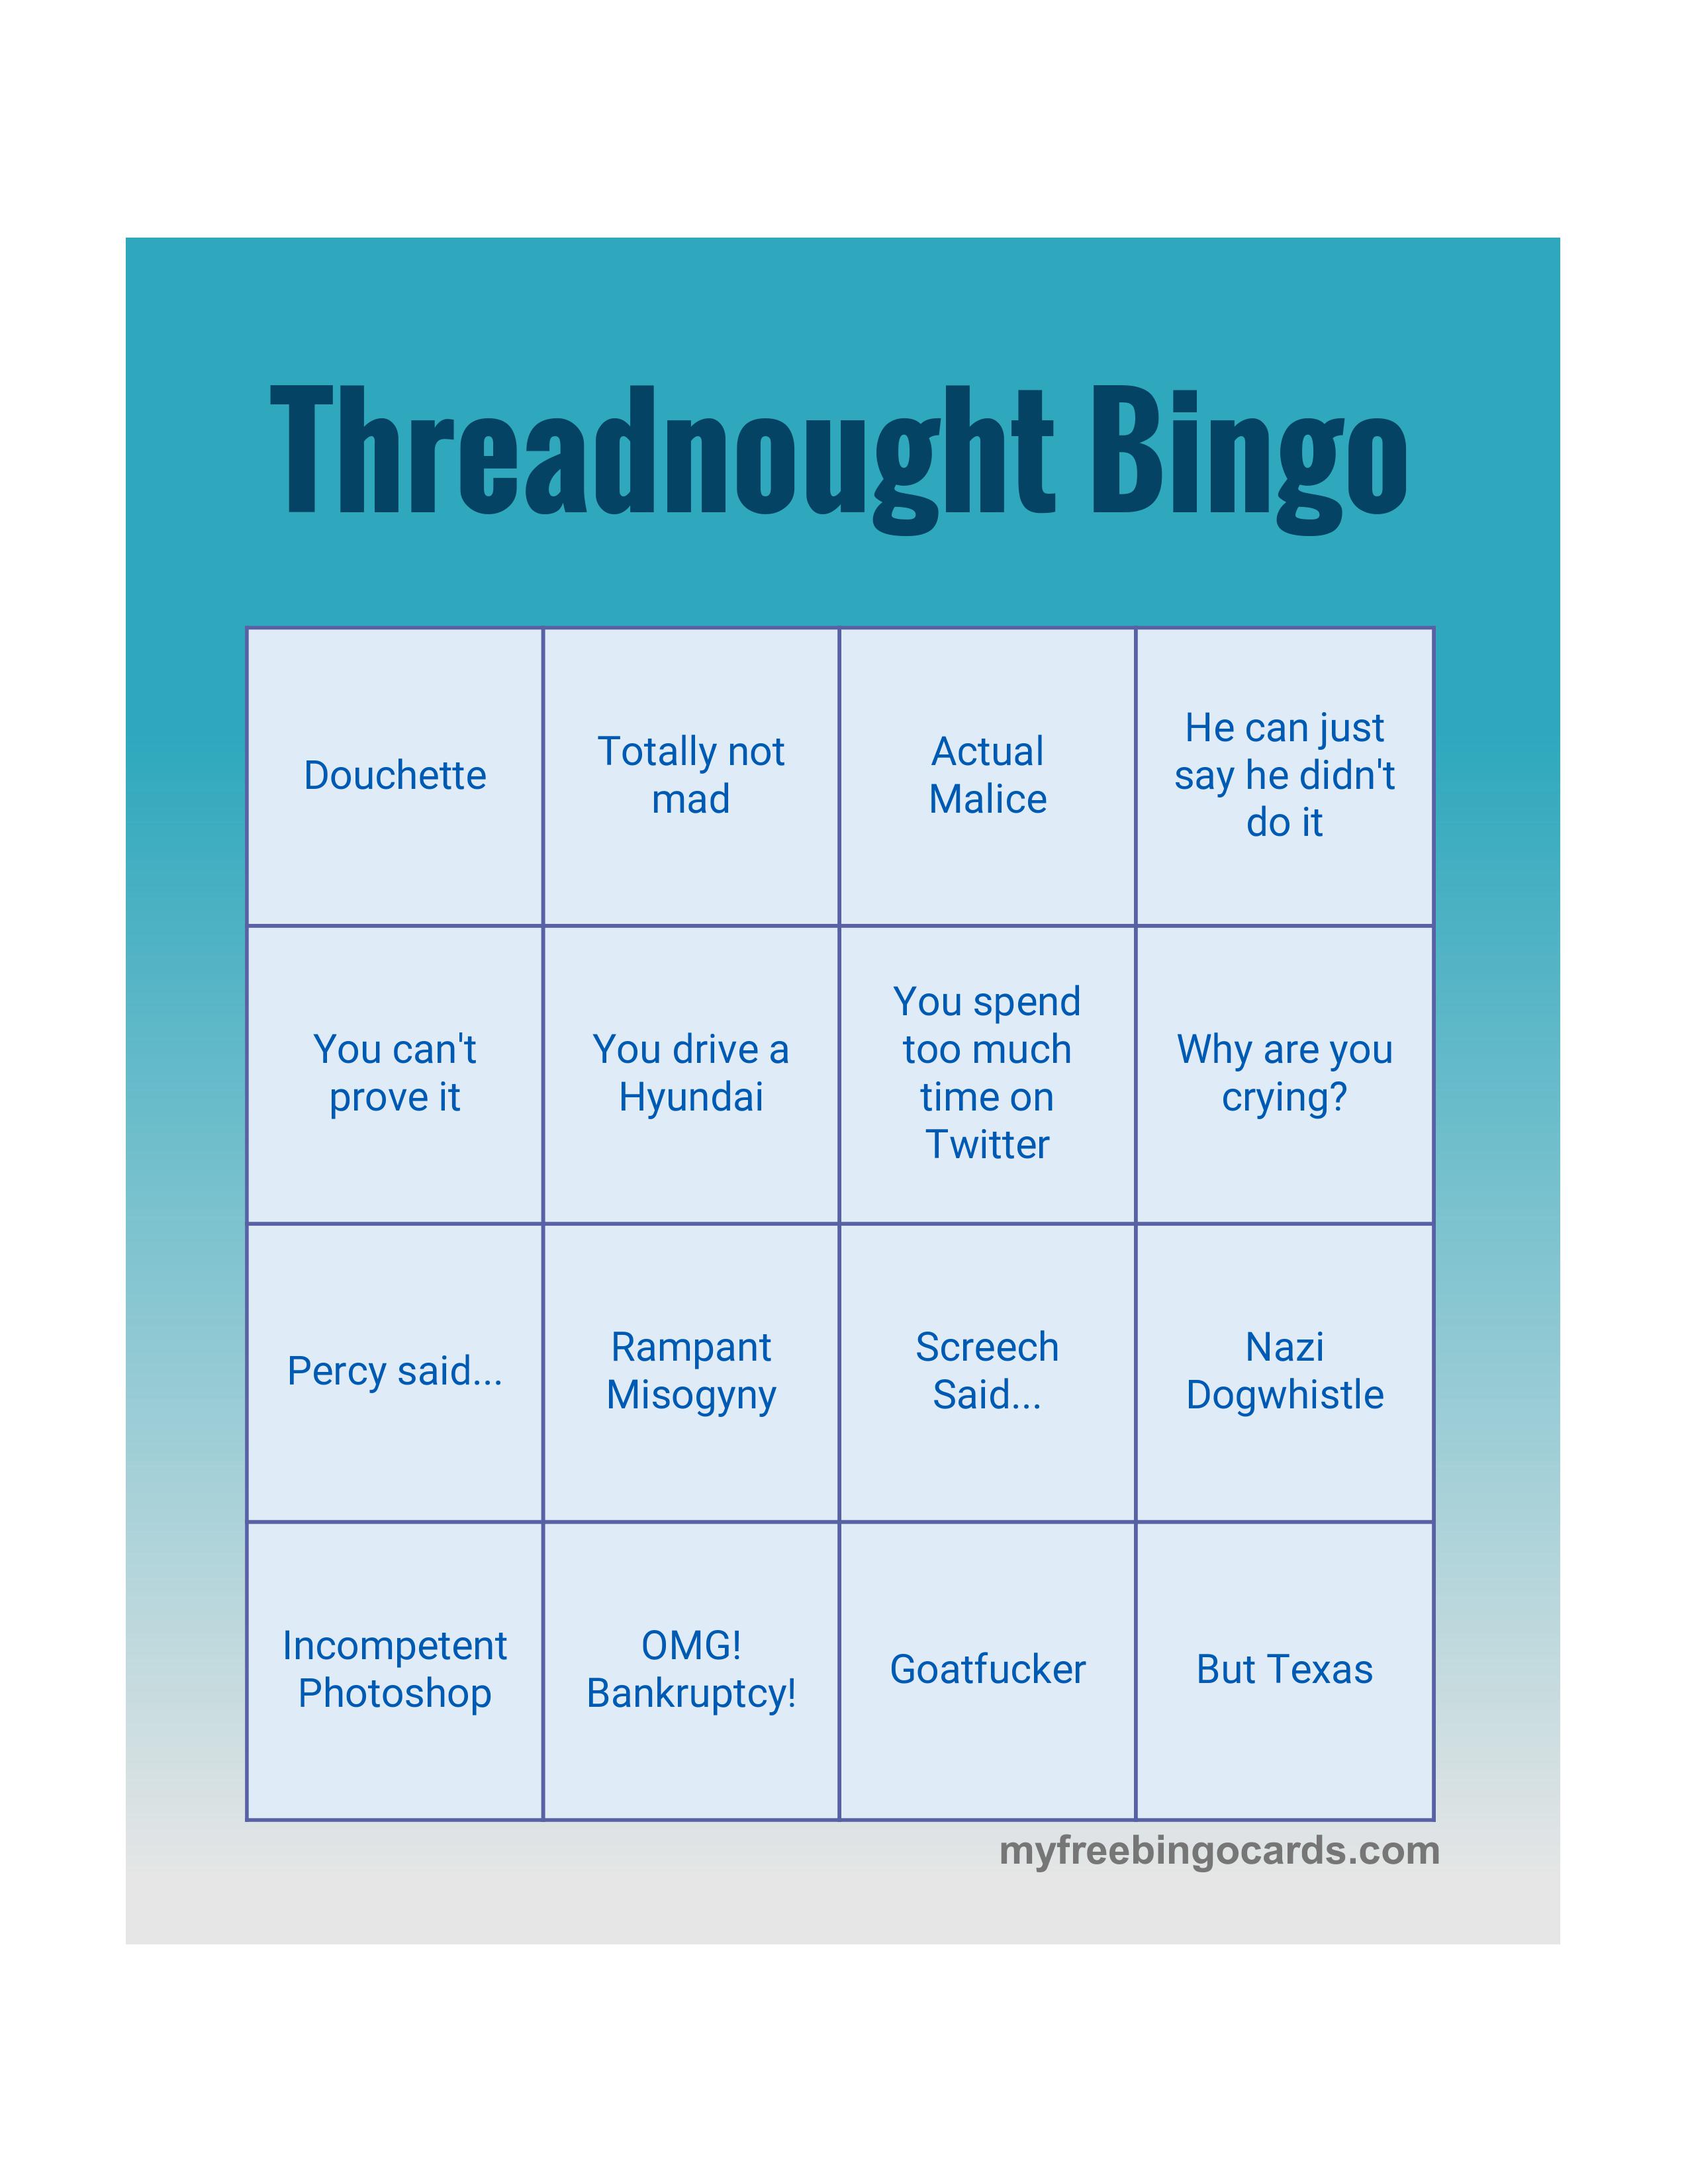 Threadnought Bingo
Douchette
Totally not
mad
Actual
Malice
He can just
say he didn't
do it
You can't
prove it
You drive a
Hyundai
You spend
too much
time on
Twitter
Why are you
crying?
Percy said...
Rampant
Misogyny
Screech
Said...
Nazi
Dogwhistle
Incompetent
Photoshop
OMG!
Bankruptcy!
Goatfucker
But Texas
myfreebingocards.com